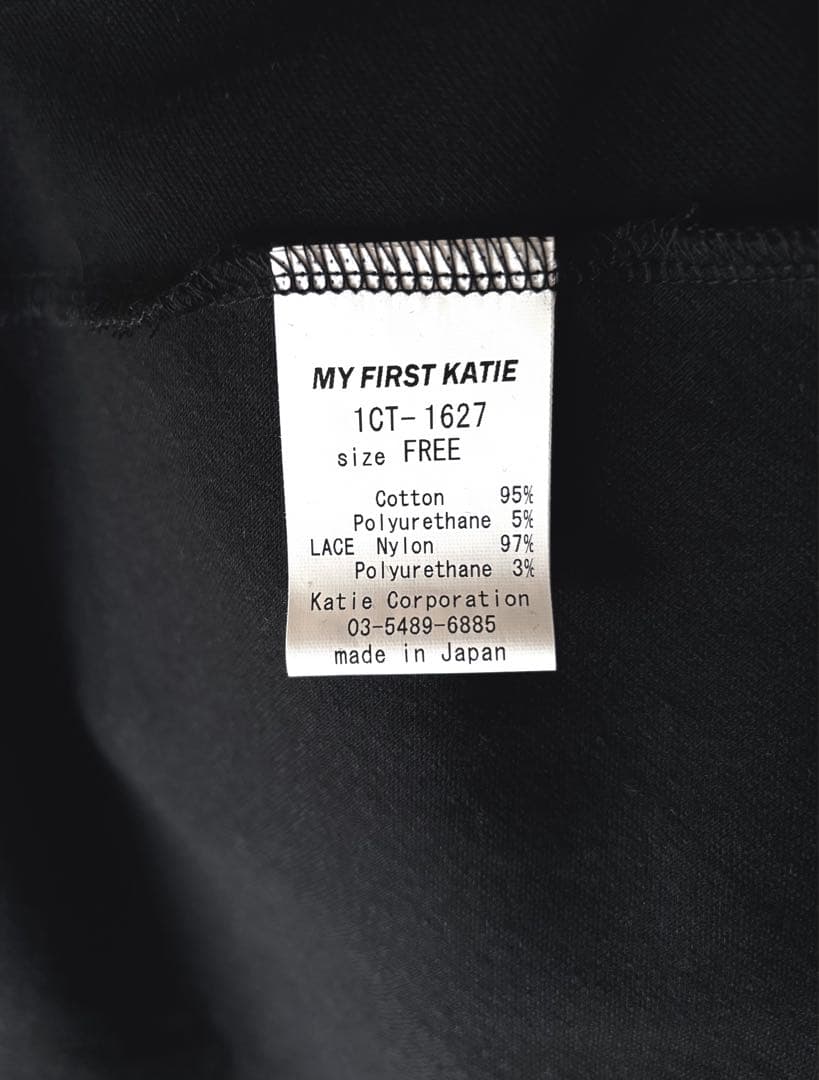 MY FIRST KATIE
1CT-1627
size FREE
Cotton 95%
Polyurethane 5%
LACE Nylon 97%
Polyurethane 3%
Katie Corporation
03-5489-6885
made in Japan